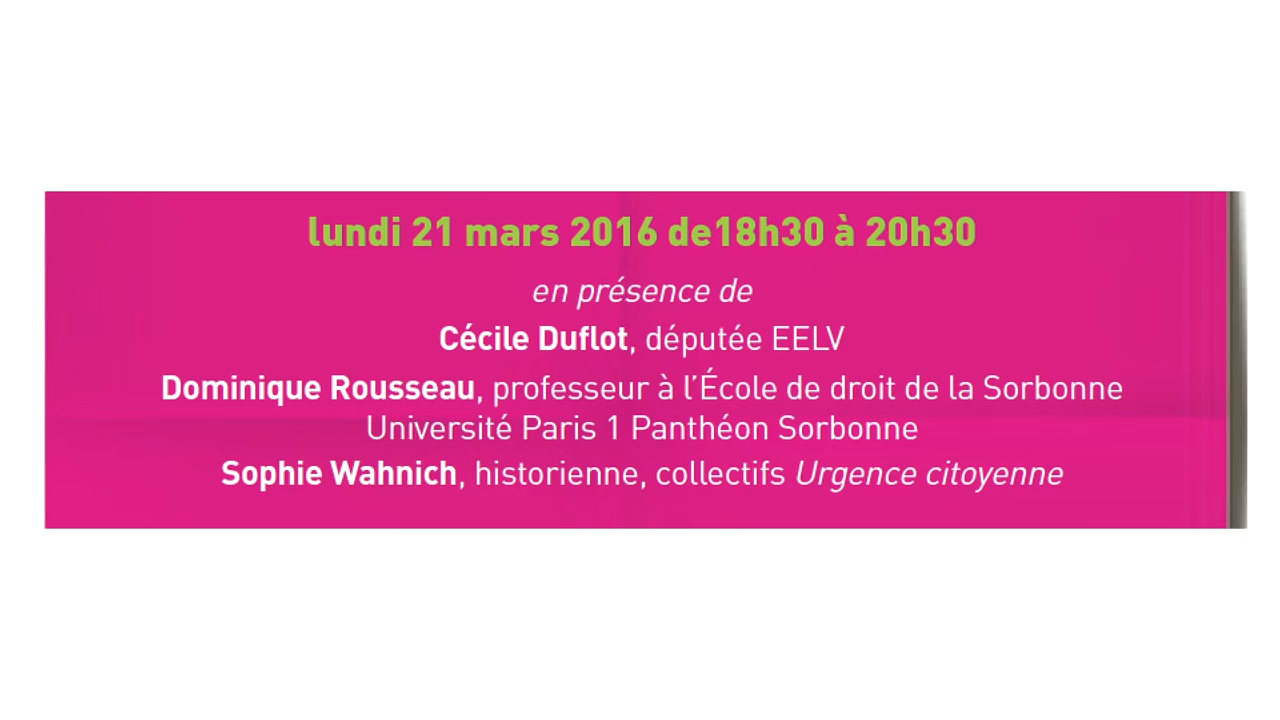 lundi 21 mars 2016 de18h30 à 20h30
en présence de
Cécile Duflot, députée EELV
Dominique Rousseau, professeur à l’École de droit de la Sorbonne
Université Paris 1 Panthéon Sorbonne
Sophie Wahnich, historienne, collectifs Urgence citoyenne